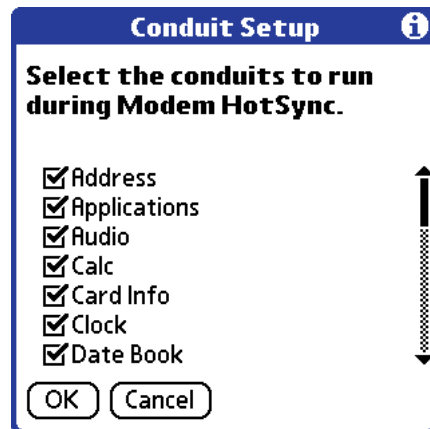 Conduit Setup
Select the conduits to run
during Modem HotSync.
Address
Applications
Audio
Calc
Card Info
Clock
Date Book
OK Cancel